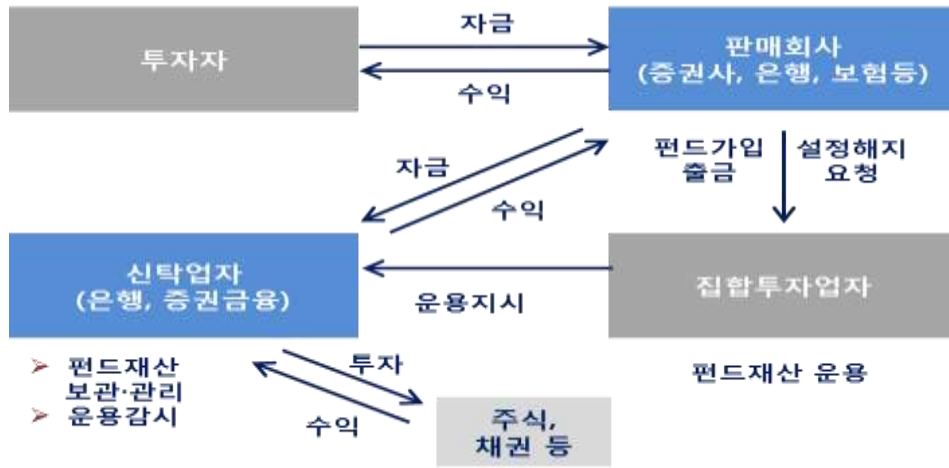 자금
투자자
판매회사
(증권사, 은행, 보험등)
수익
펀드가입
출금
설정해지
요청
자금
수익
신탁업자
(은행, 증권금융)
집합투자업자
운용지시
➢ 펀드재산
보관·관리
➢ 운용감시
투자
수익
펀드재산 운용
주식,
채권 등